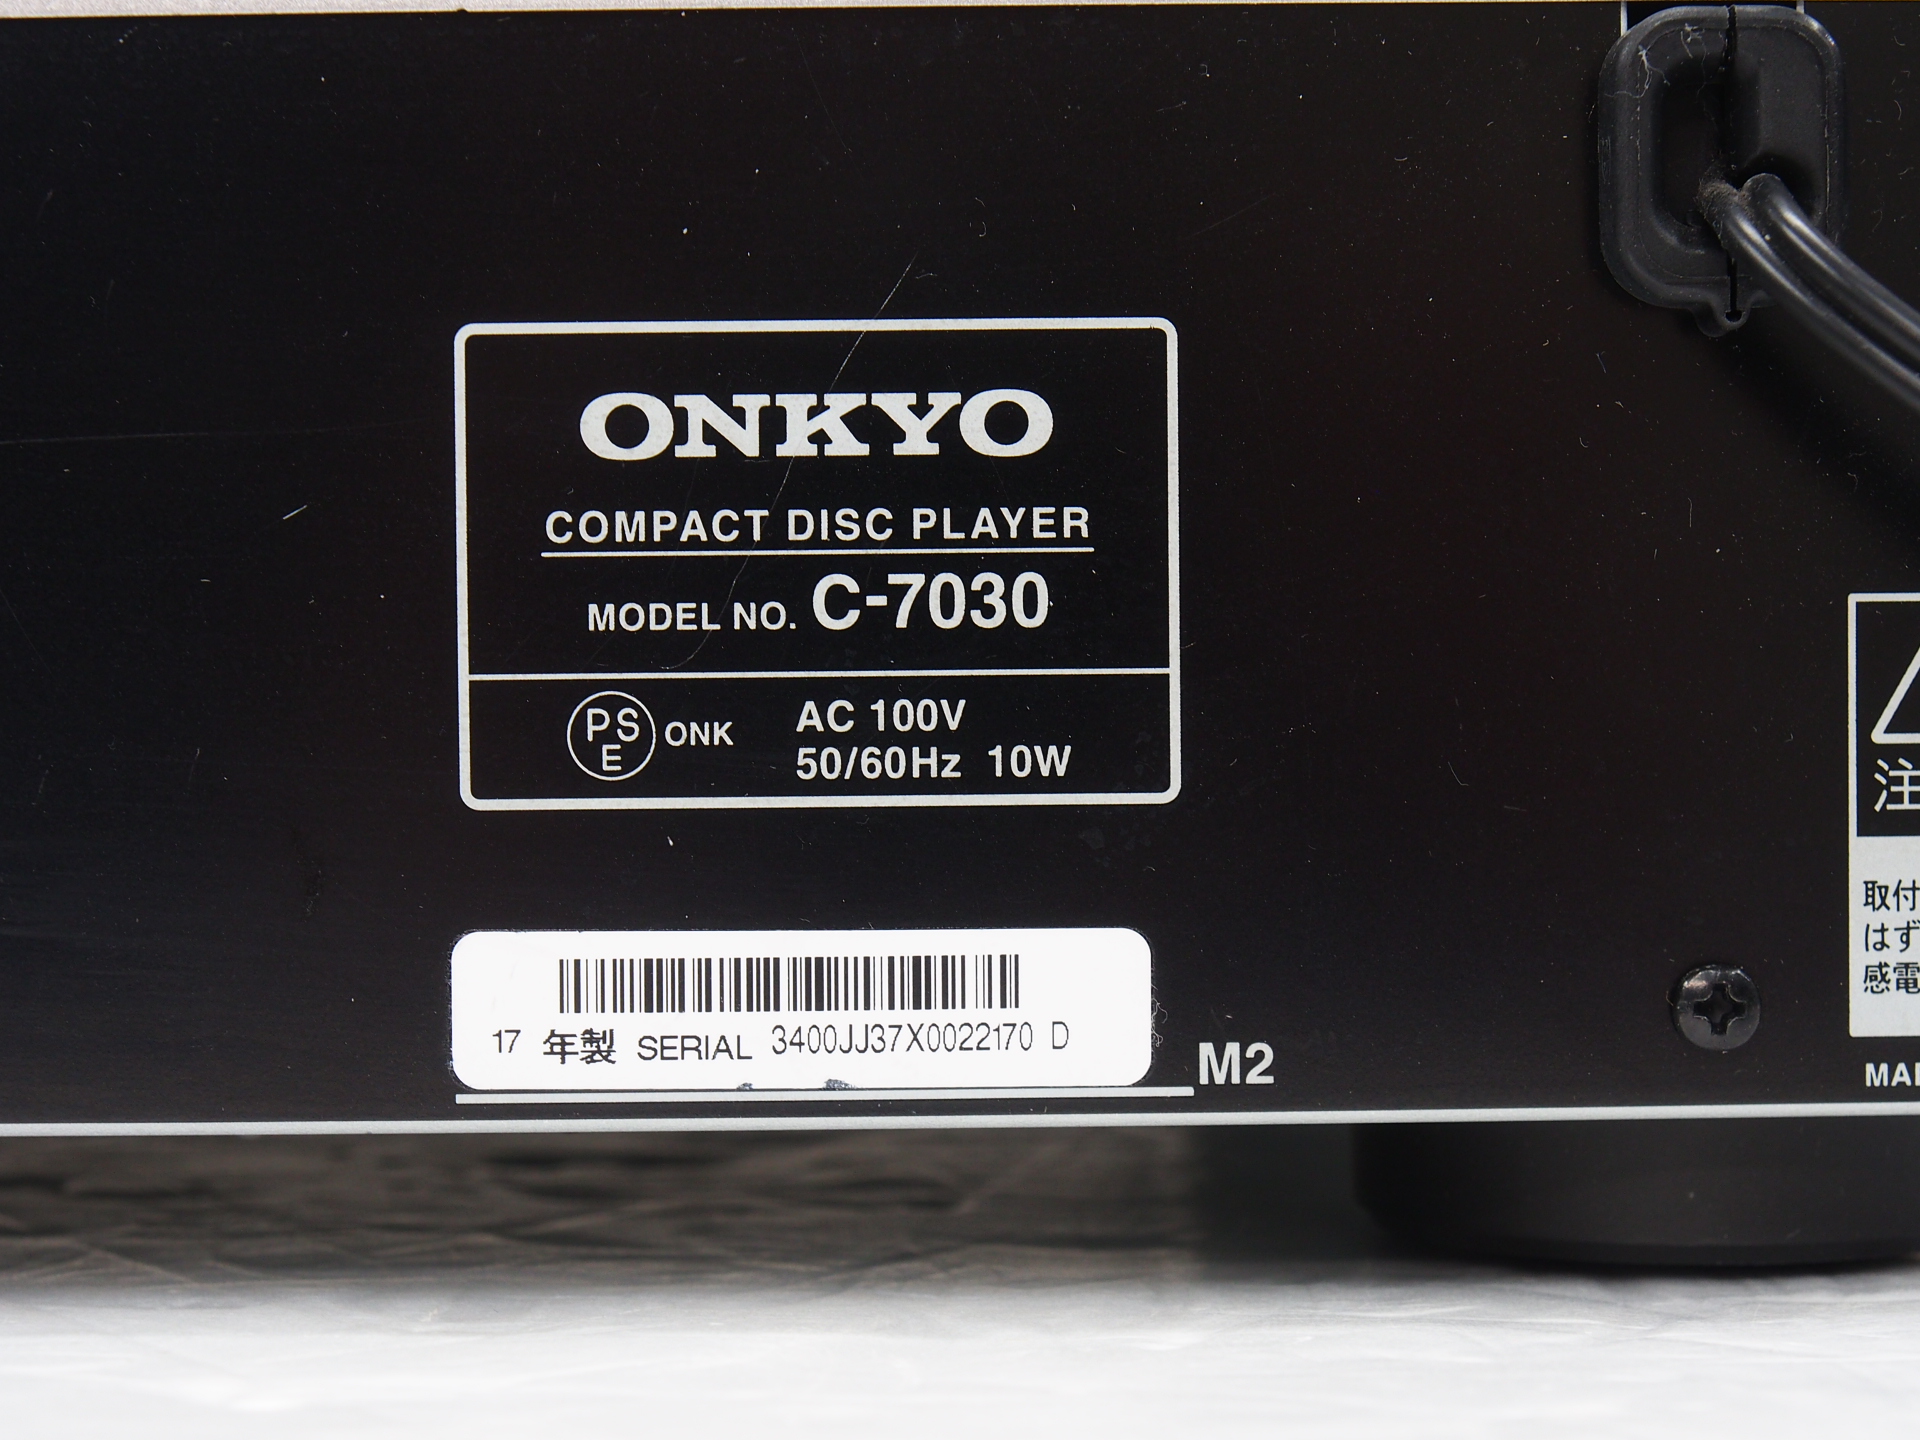 ONKYO
COMPACT DISC PLAYER
MODEL NO. C-7030
PS
E
ONK
AC 100V
50/60Hz 10W
17 年製 SERIAL 3400JJ37X0022170 D
M2
注
取付
はず
感電